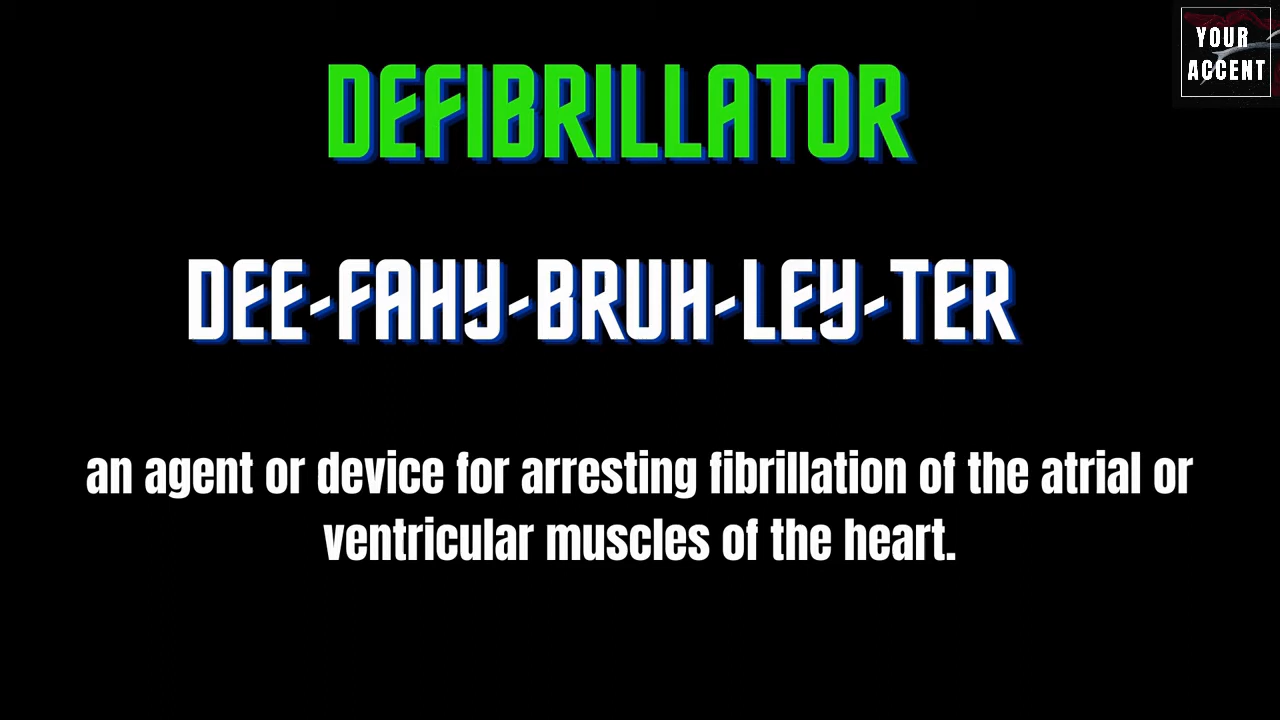 YOUR
ACCENT
DEFIBRILLATOR
DEE-FAHY-BRUH-LEY-TER
an agent or device for arresting fibrillation of the atrial or
ventricular muscles of the heart.